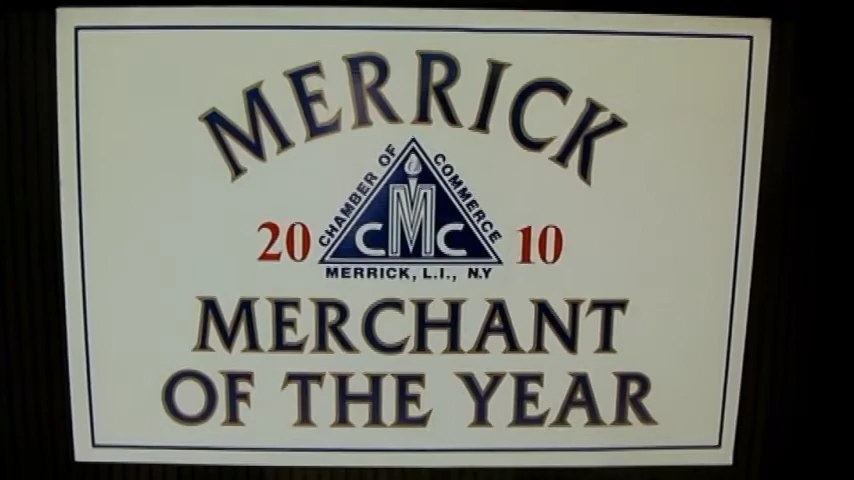 MERRICK
CHAMBER OF COMMERCE
20 CMC 10
MERRICK, L.I., N.Y
MERCHANT
OF THE YEAR